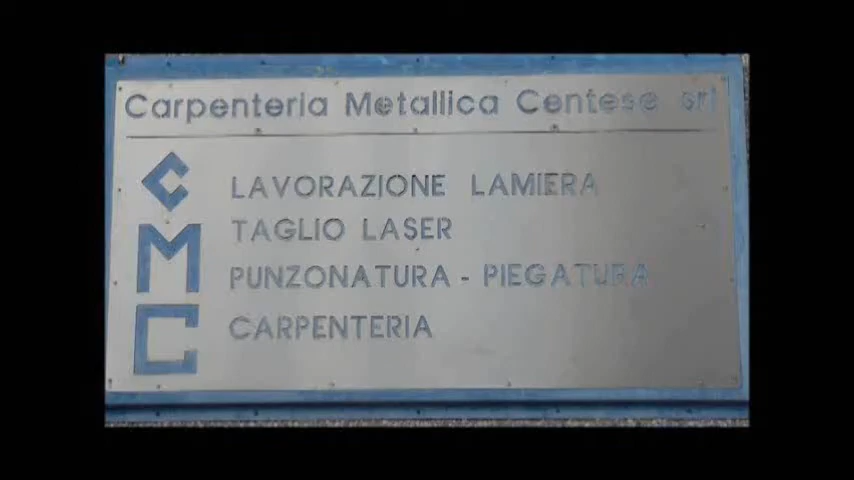 Carpenteria Metallica Centese srl
CMC
LAVORAZIONE LAMIERA
TAGLIO LASER
PUNZONATURA - PIEGATURA
CARPENTERIA